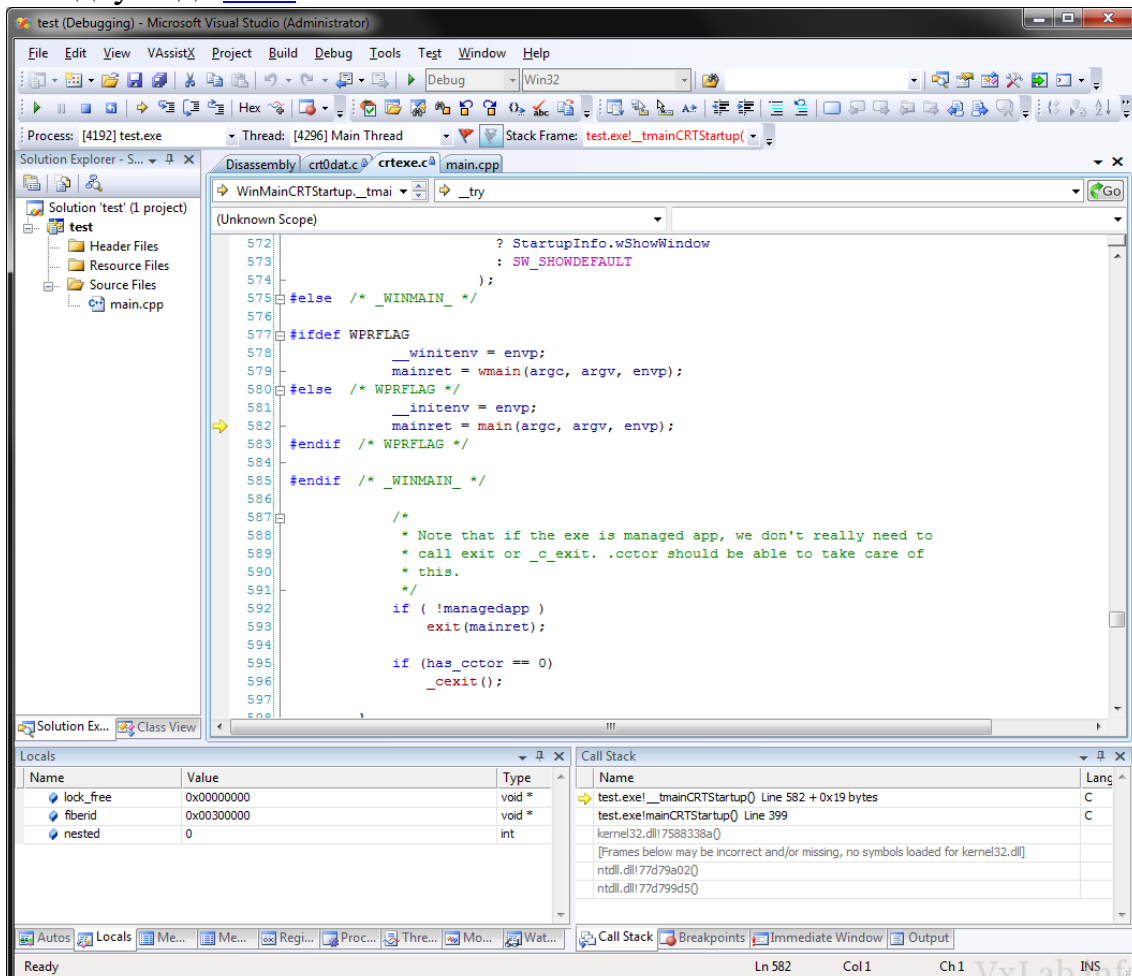 test (Debugging) - Microsoft Visual Studio (Administrator)
File Edit View VAssistX Project Build Debug Tools Test Window Help
Debug Win32
Hex
Process: [4192] test.exe Thread: [4296] Main Thread Stack Frame: test.exe!__tmainCRTStartup(
Solution Explorer - S...
Disassembly crt0dat.c crtexe.c main.cpp
WinMainCRTStartup.__tmai __try Go
(Unknown Scope)
Solution 'test' (1 project)
test
Header Files
Resource Files
Source Files
main.cpp
572 ? StartupInfo.wShowWindow
573 : SW_SHOWDEFAULT
574 );
575 #else /* _WINMAIN_ */
576
577 #ifdef WPRFLAG
578 __winitenv = envp;
579 mainret = wmain(argc, argv, envp);
580 #else /* WPRFLAG */
581 __initenv = envp;
582 mainret = main(argc, argv, envp);
583 #endif /* WPRFLAG */
584
585 #endif /* _WINMAIN_ */
586
587 /*
588 * Note that if the exe is managed app, we don't really need to
589 * call exit or _c_exit. .cctor should be able to take care of
590 * this.
591 */
592 if ( !managedapp )
593 exit(mainret);
594
595 if (has_cctor == 0)
596 _cexit();
597
598 }
Solution Ex... Class View
Locals
Name Value Type
lock_free 0x00000000 void *
fiberid 0x00300000 void *
nested 0 int
Call Stack
Name Lang
test.exe!__tmainCRTStartup() Line 582 + 0x19 bytes C
test.exe!mainCRTStartup() Line 399 C
kernel32.dll!7588338a()
[Frames below may be incorrect and/or missing, no symbols loaded for kernel32.dll]
ntdll.dll!77d79a02()
ntdll.dll!77d799d5()
Autos Locals Me... Me... Regi... Proc... Thre... Mo... Wat...
Call Stack Breakpoints Immediate Window Output
Ready Ln 582 Col 1 Ch 1 INS
VxLab.Info